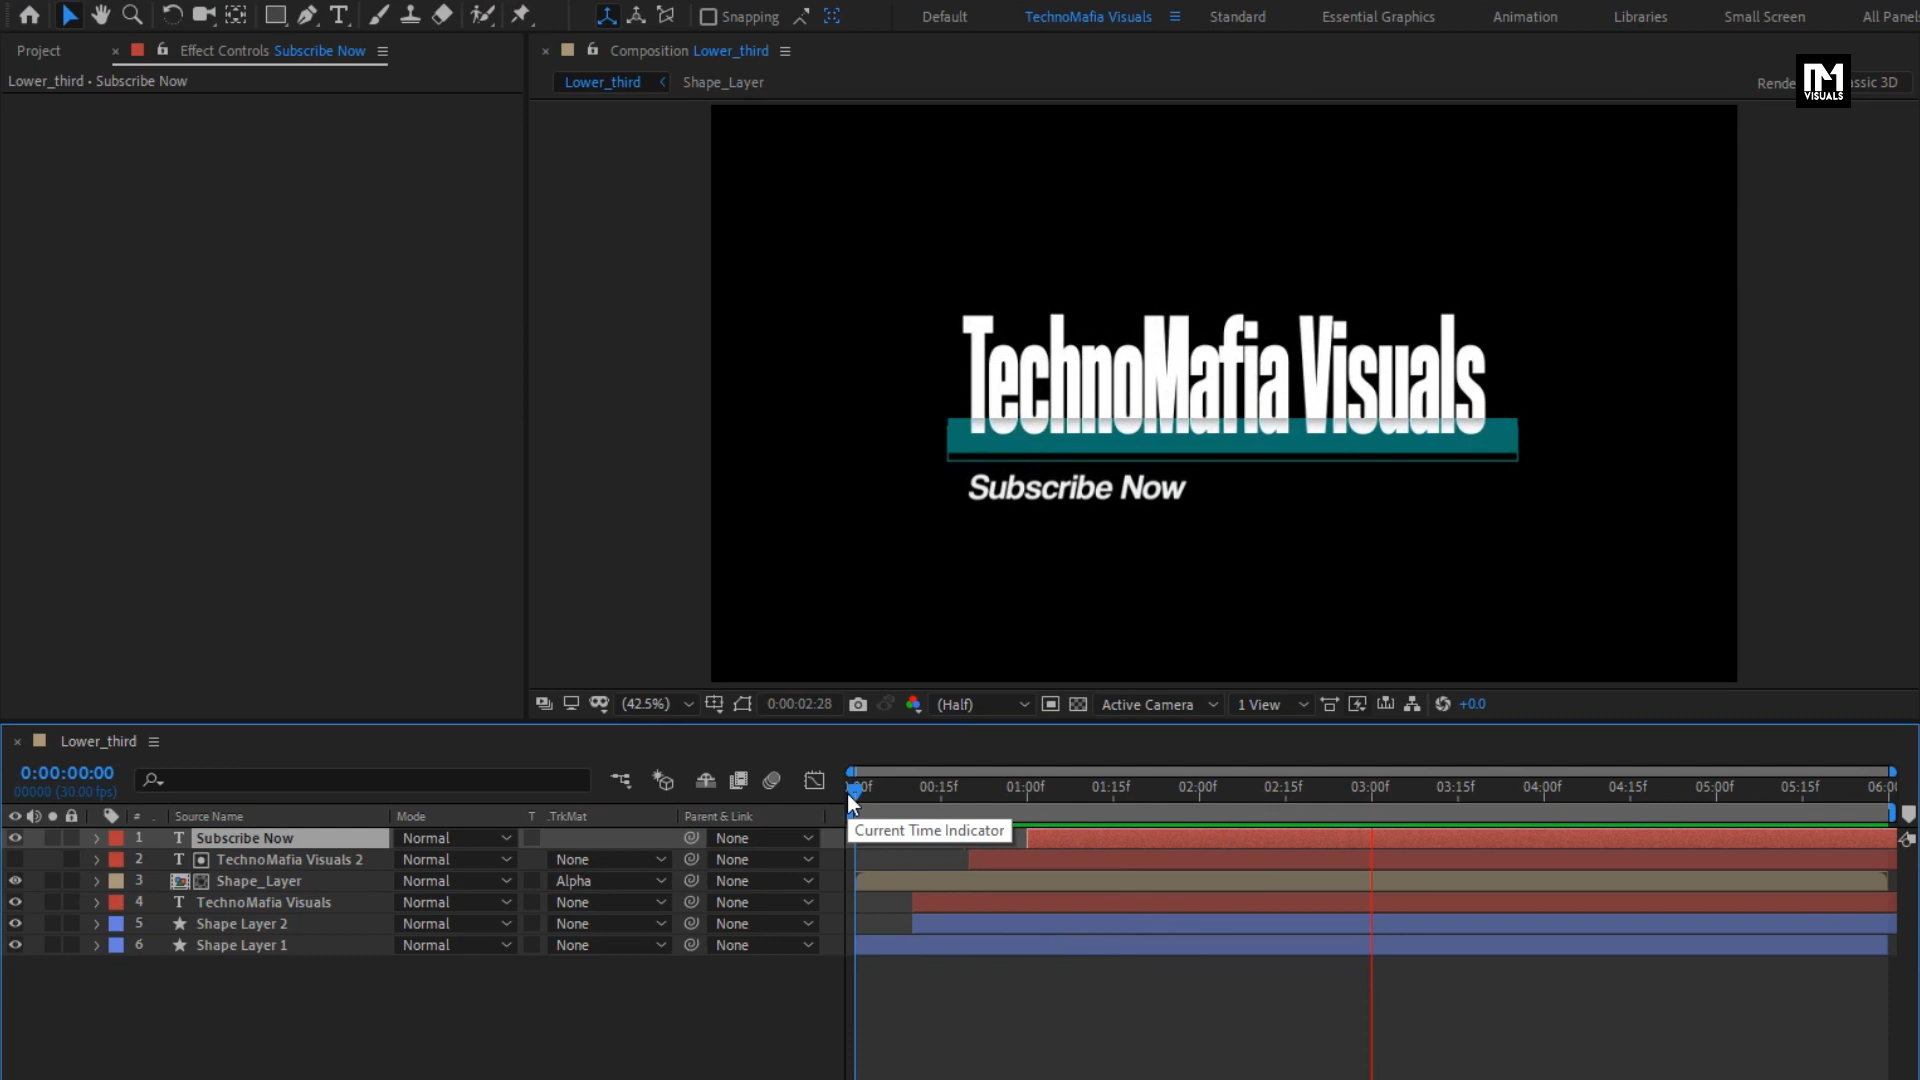 Snapping
Default
TechnoMafia Visuals
Standard
Essential Graphics
Animation
Libraries
Small Screen
All Panels
Project
Effect Controls Subscribe Now
Composition Lower_third
Lower_third • Subscribe Now
Lower_third
Shape_Layer
VISUALS
TechnoMafia Visuals
Subscribe Now
(42.5%)
0:00:02:28
(Half)
Active Camera
1 View
+0.0
Lower_third
0:00:00:00
00000 (30.00 fps)
00:15f
01:00f
01:15f
02:00f
02:15f
03:00f
03:15f
04:00f
04:15f
05:00f
05:15f
06:00
# . Source Name Mode T .TrkMat Parent & Link
Current Time Indicator
1 T Subscribe Now Normal None
2 T TechnoMafia Visuals 2 Normal None None
3 Shape_Layer Normal Alpha None
4 T TechnoMafia Visuals Normal None None
5 Shape Layer 2 Normal None None
6 Shape Layer 1 Normal None None